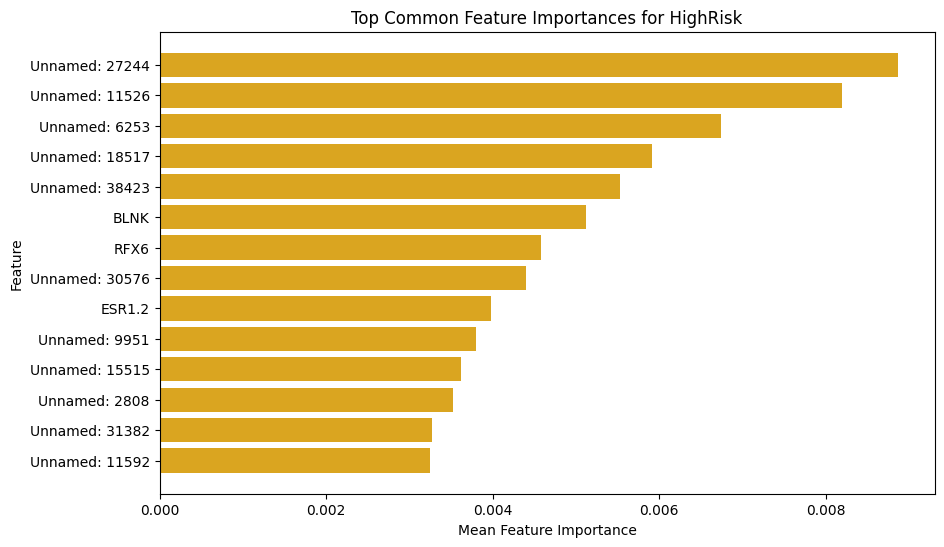 Top Common Feature Importances for HighRisk
Unnamed: 27244
Unnamed: 11526
Unnamed: 6253
Unnamed: 18517
Unnamed: 38423
BLNK
RFX6
Unnamed: 30576
ESR1.2
Unnamed: 9951
Unnamed: 15515
Unnamed: 2808
Unnamed: 31382
Unnamed: 11592
Feature
0.000 0.002 0.004 0.006 0.008
Mean Feature Importance